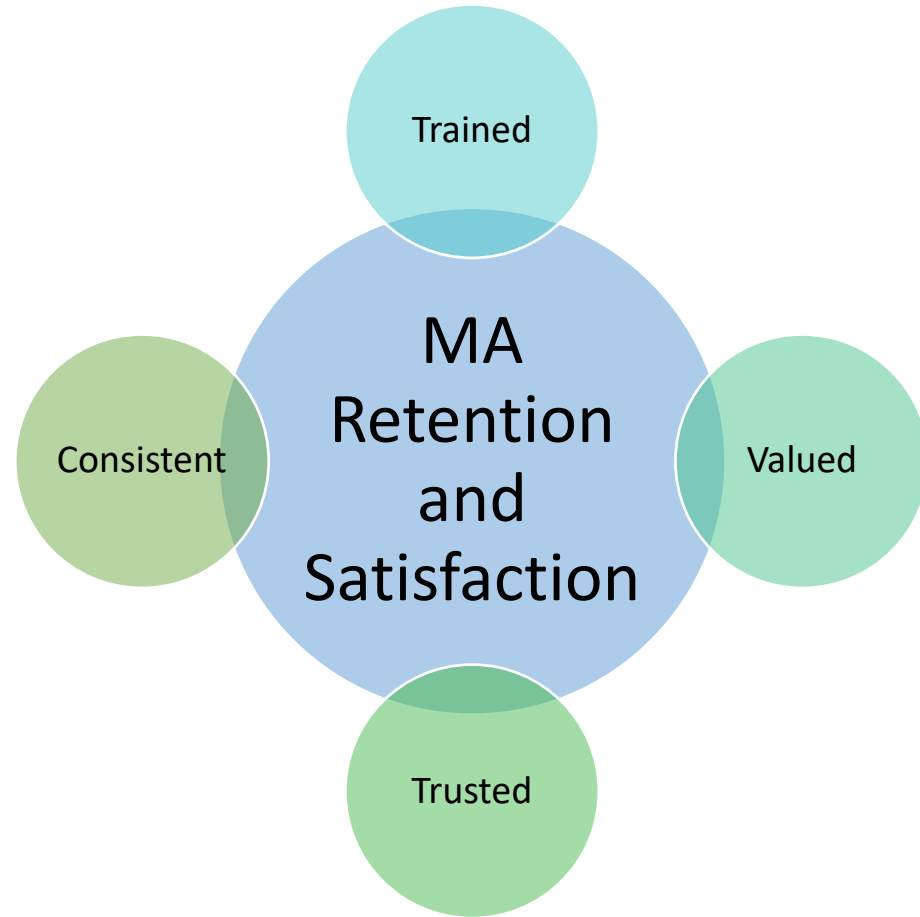 Trained
MA
Retention
and
Satisfaction
Consistent
Valued
Trusted